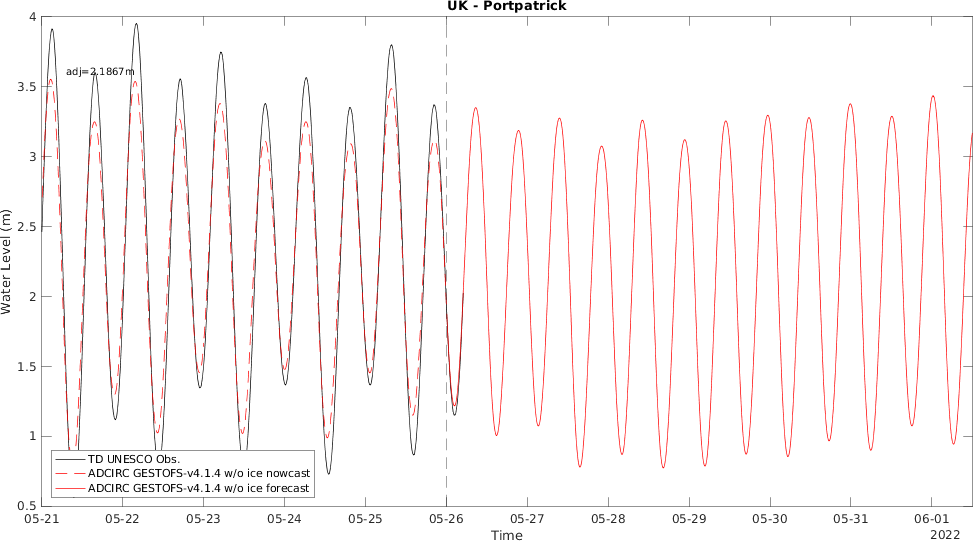 UK - Portpatrick
4
3.5
3
2.5
2
1.5
1
0.5
Water Level (m)
adj=2.1867m
TD UNESCO Obs.
ADCIRC GESTOFS-v4.1.4 w/o ice nowcast
ADCIRC GESTOFS-v4.1.4 w/o ice forecast
05-21 05-22 05-23 05-24 05-25 05-26 05-27 05-28 05-29 05-30 05-31 06-01
Time
2022